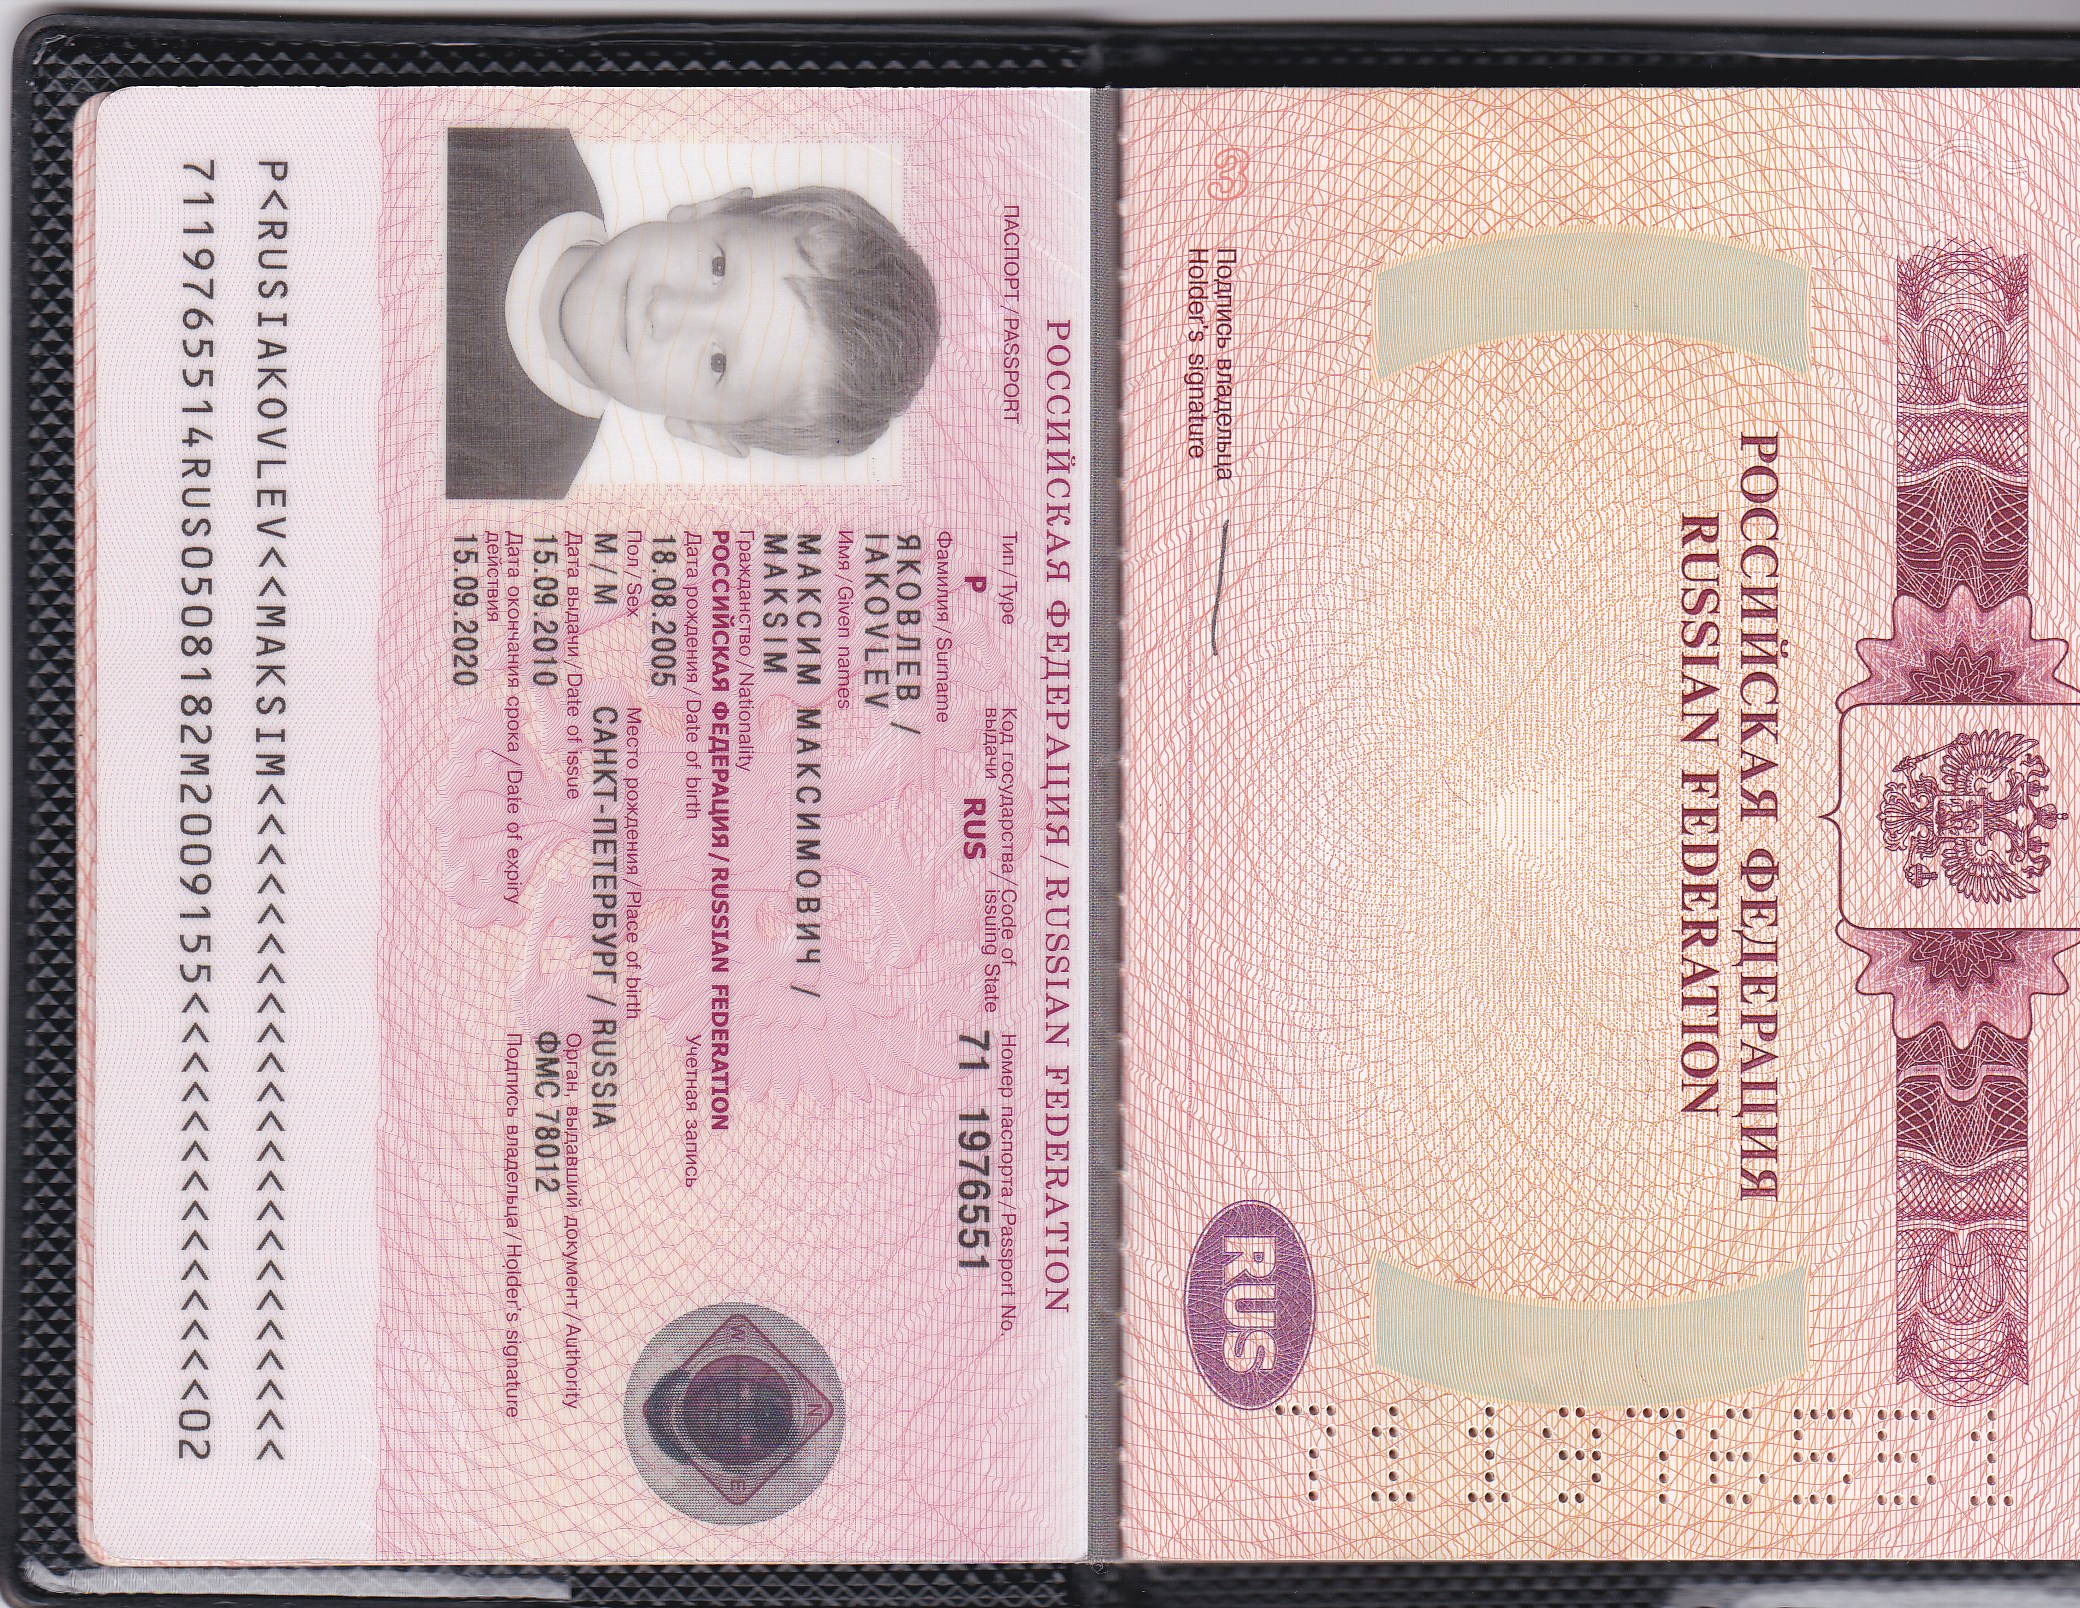 РОССИЙСКАЯ ФЕДЕРАЦИЯ
RUSSIAN FEDERATION
3
Подпись владельца
Holder's signature
RUS
71 1976551
РОССИЙСКАЯ ФЕДЕРАЦИЯ / RUSSIAN FEDERATION
ПАСПОРТ / PASSPORT
Тип / Type
Код государства / Code of
выдачи / issuing State
Номер паспорта / Passport No.
P
RUS
71 1976551
Фамилия / Surname
ЯКОВЛЕВ /
IAKOVLEV
Имя / Given names
МАКСИМ МАКСИМОВИЧ /
MAKSIM
Гражданство / Nationality
РОССИЙСКАЯ ФЕДЕРАЦИЯ / RUSSIAN FEDERATION
Дата рождения / Date of birth
Учетная запись
18.08.2005
Пол / Sex
Место рождения / Place of birth
М / M
САНКТ-ПЕТЕРБУРГ / RUSSIA
Дата выдачи / Date of issue
Орган, выдавший документ / Authority
15.09.2010
ФМС 78012
Дата окончания срока / Date of expiry
действия
Подпись владельца / Holder's signature
15.09.2020
N
E
P<RUSIAKOVLEV<<MAKSIM<<<<<<<<<<<<<<<<<<<<<<<
7119765514RUS0508182M2009155<<<<<<<<<<<<<<02